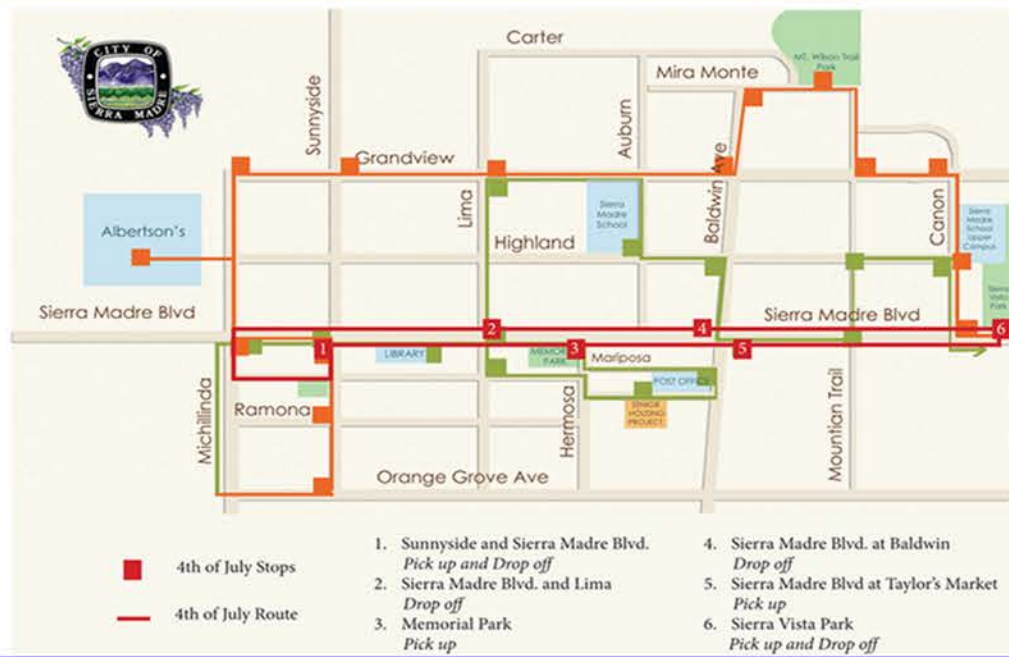 CITY OF
SIERRA MADRE
Carter
Mira Monte
MT. Wilson Trail
Park
Sunnyside
Auburn
Grandview
Baldwin Ave
Lima
Sierra
Madre
School
Canon
Sierra
Madre
School
Upper
Campus
Albertson's
Highland
Sierra
Vista
Park
Sierra Madre Blvd
Sierra Madre Blvd
2
4
6
1
LIBRARY
MEMOR
PARK
3
Mariposa
5
POST OFFICE
Michillinda
Ramona
Hermosa
SENIOR
HOUSING
PROJECT
Mountian Trail
Orange Grove Ave
4th of July Stops
4th of July Route
1. Sunnyside and Sierra Madre Blvd.
Pick up and Drop off
2. Sierra Madre Blvd. and Lima
Drop off
3. Memorial Park
Pick up
4. Sierra Madre Blvd. at Baldwin
Drop off
5. Sierra Madre Blvd at Taylor's Market
Pick up
6. Sierra Vista Park
Pick up and Drop off